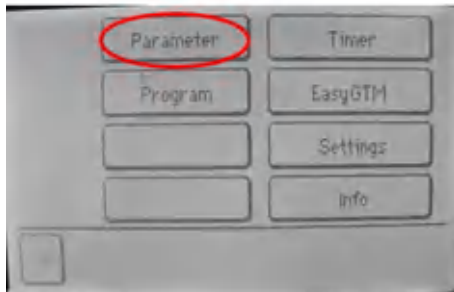 Parameter
Timer
Program
EasyGTM
Settings
Info